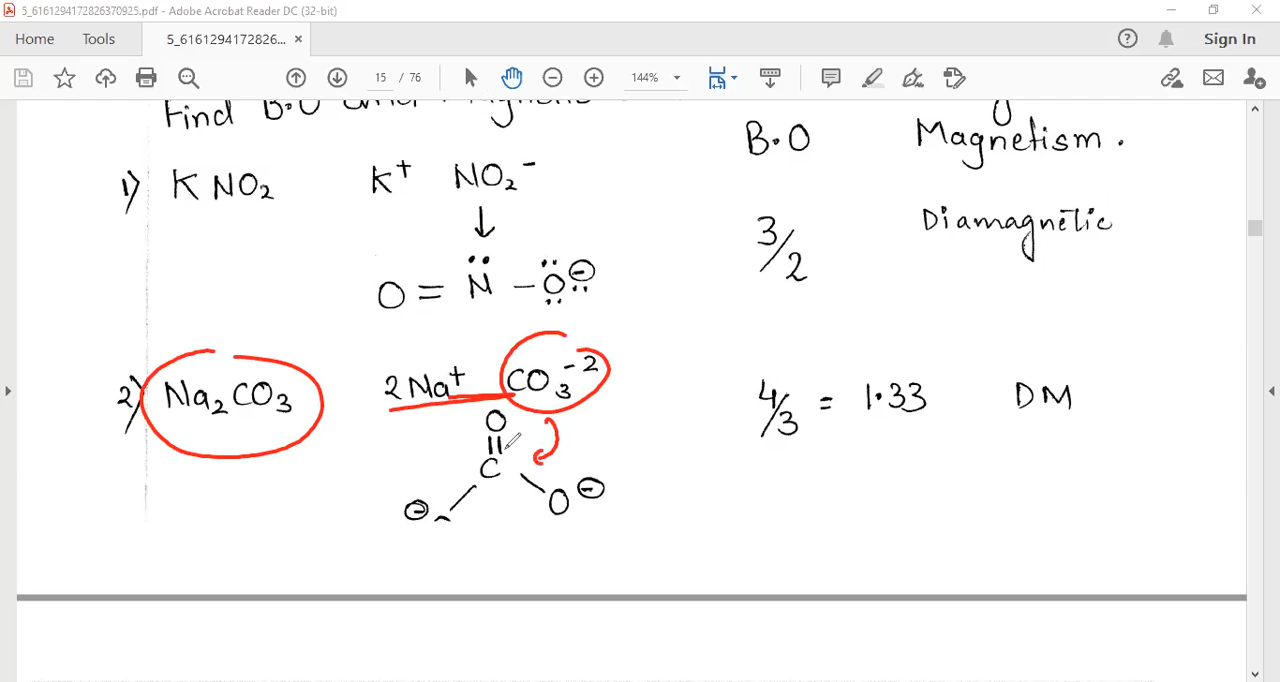 5_6161294172826370925.pdf - Adobe Acrobat Reader DC (32-bit)
Home Tools 5_6161294172826... × Sign In
15 / 76 144%
Find B.O
B.O Magnetism.
1) KNO₂ K⁺ NO₂⁻
3/2 Diamagnetic
O = N – O ⊖
2) Na₂CO₃ 2Na⁺ CO₃⁻² 4/3 = 1.33 DM
O
C
⊖ O ⊖